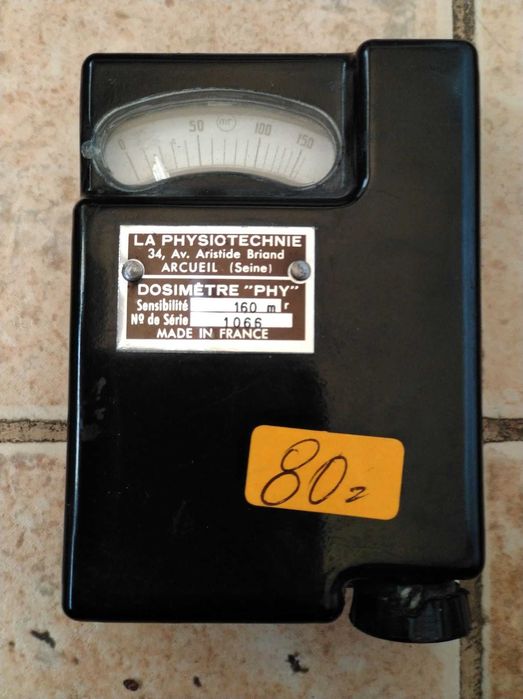 0 50 mr 100 150
LA PHYSIOTECHNIE
34, Av. Aristide Briand
ARCUEIL (Seine)
DOSIMÈTRE "PHY"
Sensibilité 160 m r
Nº de Série 1066
MADE IN FRANCE
80 z